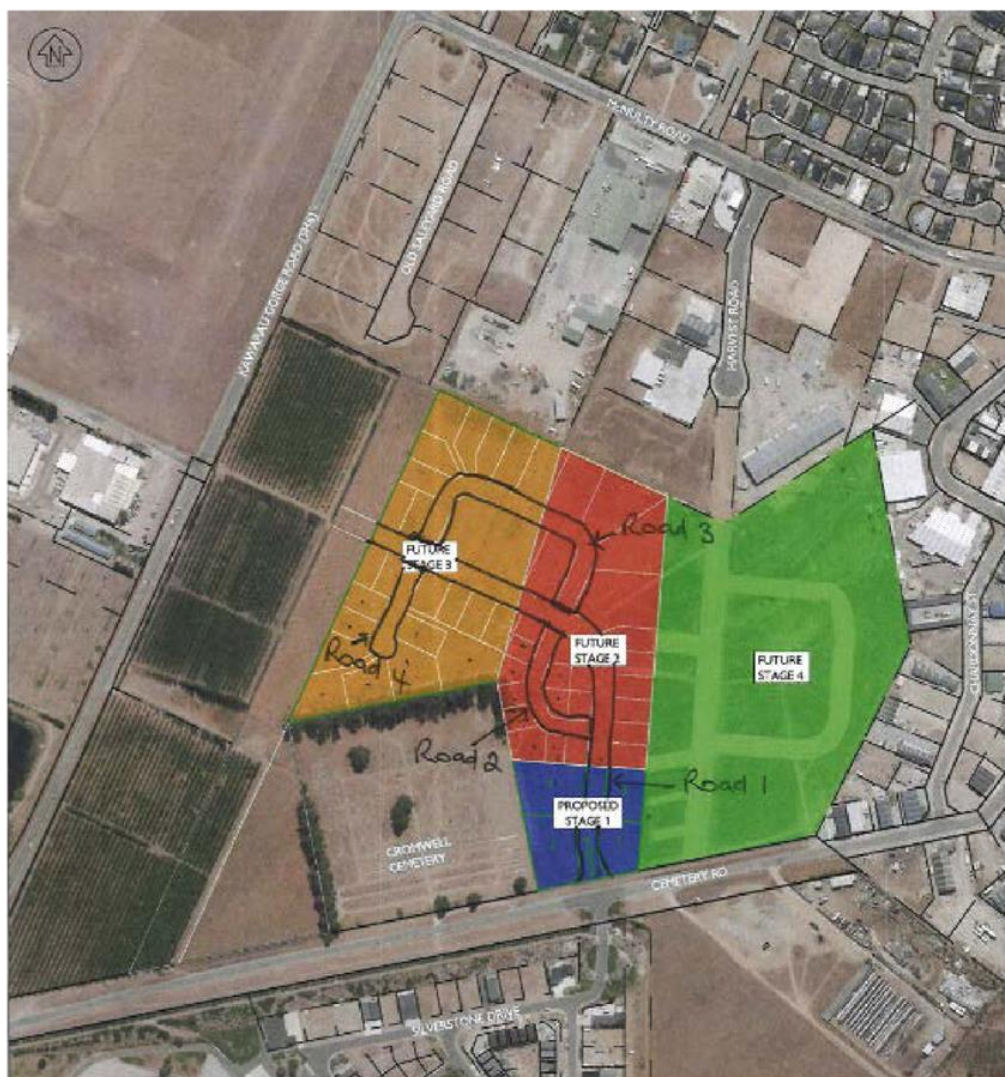 N
McNULTY ROAD
OLD SALEYARD ROAD
KAWARAU GORGE ROAD (SH6)
HARVEST ROAD
Road 3
FUTURE
STAGE 3
FUTURE
STAGE 2
FUTURE
STAGE 4
CHARDONNAY ST
Road 4
Road 2
Road 1
PROPOSED
STAGE 1
CROMWELL
CEMETERY
CEMETERY RD
SILVERSTONE DRIVE